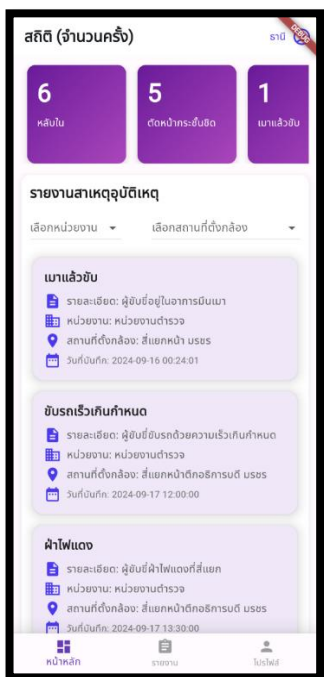 สถิติ (จำนวนครั้ง)
ธานี
DEBUG
6
หลับใน
5
ตัดหน้ากระชั้นชิด
1
เมาแล้วขับ
รายงานสาเหตุอุบัติเหตุ
เลือกหน่วยงาน
เลือกสถานที่ตั้งกล้อง
เมาแล้วขับ
รายละเอียด: ผู้ขับขี่อยู่ในอาการมึนเมา
หน่วยงาน: หน่วยงานตำรวจ
สถานที่ตั้งกล้อง: สี่แยกหน้า มรชร
วันที่บันทึก: 2024-09-16 00:24:01
ขับรถเร็วเกินกำหนด
รายละเอียด: ผู้ขับขี่ขับรถด้วยความเร็วเกินกำหนด
หน่วยงาน: หน่วยงานตำรวจ
สถานที่ตั้งกล้อง: สี่แยกหน้าตึกอธิการบดี มรชร
วันที่บันทึก: 2024-09-17 12:00:00
ฝ่าไฟแดง
รายละเอียด: ผู้ขับขี่ฝ่าไฟแดงที่สี่แยก
หน่วยงาน: หน่วยงานตำรวจ
สถานที่ตั้งกล้อง: สี่แยกหน้าตึกอธิการบดี มรชร
วันที่บันทึก: 2024-09-17 13:30:00
หน้าหลัก
รายงาน
โปรไฟล์